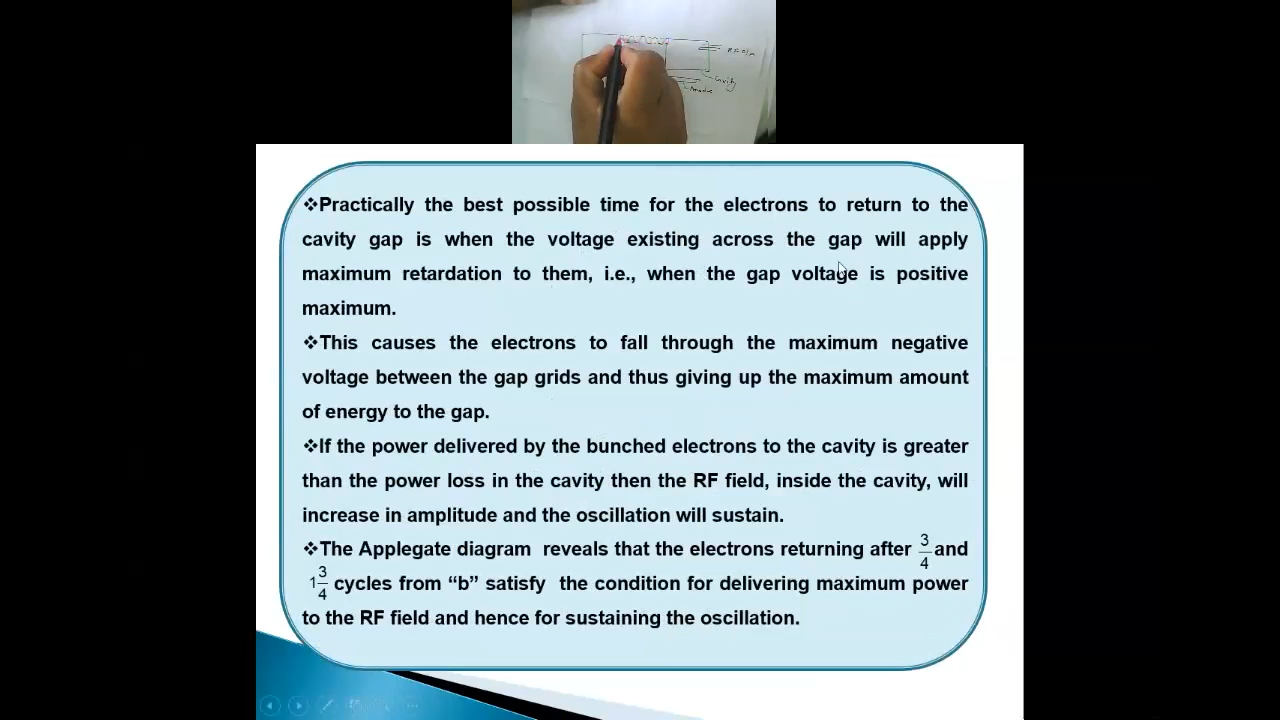 Cavity
❖Practically the best possible time for the electrons to return to the
cavity gap is when the voltage existing across the gap will apply
maximum retardation to them, i.e., when the gap voltage is positive
maximum.
❖This causes the electrons to fall through the maximum negative
voltage between the gap grids and thus giving up the maximum amount
of energy to the gap.
❖If the power delivered by the bunched electrons to the cavity is greater
than the power loss in the cavity then the RF field, inside the cavity, will
increase in amplitude and the oscillation will sustain.
❖The Applegate diagram reveals that the electrons returning after 3/4 and
1 3/4 cycles from “b” satisfy the condition for delivering maximum power
to the RF field and hence for sustaining the oscillation.